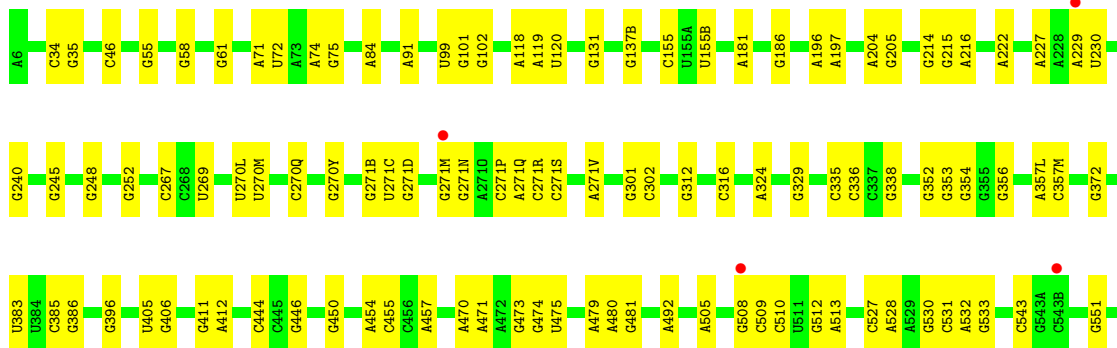 A6 C34 G35 C46 G55 G58 G61 A71 U72 A73 A74 G75 A84 A91 U99 G101 G102 A118 A119 U120 G131 G137B C155 U155A U155B A181 G186 A196 A197 A204 G205 G214 G215 A216 A222 A227 A228 A229 U230
G240 G245 G248 G252 C267 C268 U269 U270L U270M C270Q G270Y G271B U271C G271D G271M G271N A271O C271P A271Q C271R C271S A271V G301 C302 G312 C316 A324 G329 C335 C336 C337 G338 G352 G353 G354 G355 G356 A357L C357M G372
U383 U384 C385 G386 G396 U405 G406 G411 A412 C444 C445 G446 G450 A454 C455 C456 A457 A470 A471 A472 G473 G474 U475 A479 A480 G481 A492 A505 G508 C509 C510 U511 G512 A513 C527 A528 A529 G530 C531 A532 G533 C543 G543A C543B G551